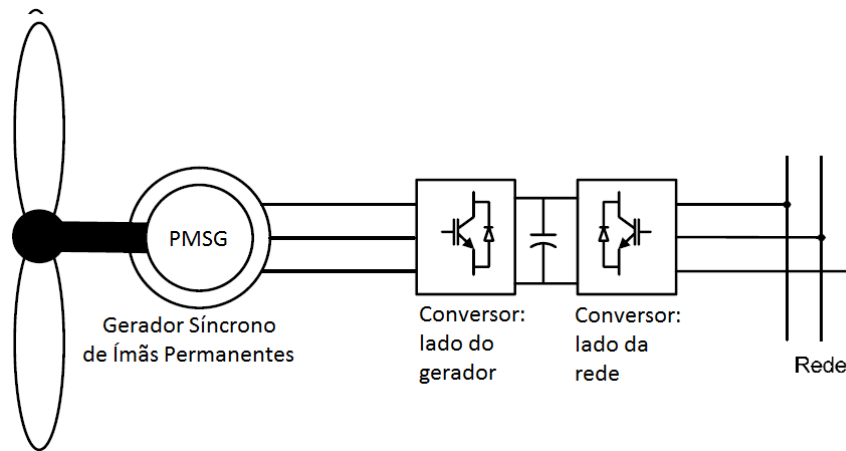 PMSG
Gerador Síncrono
de Ímãs Permanentes
Conversor:
lado do
gerador
Conversor:
lado da
rede
Rede